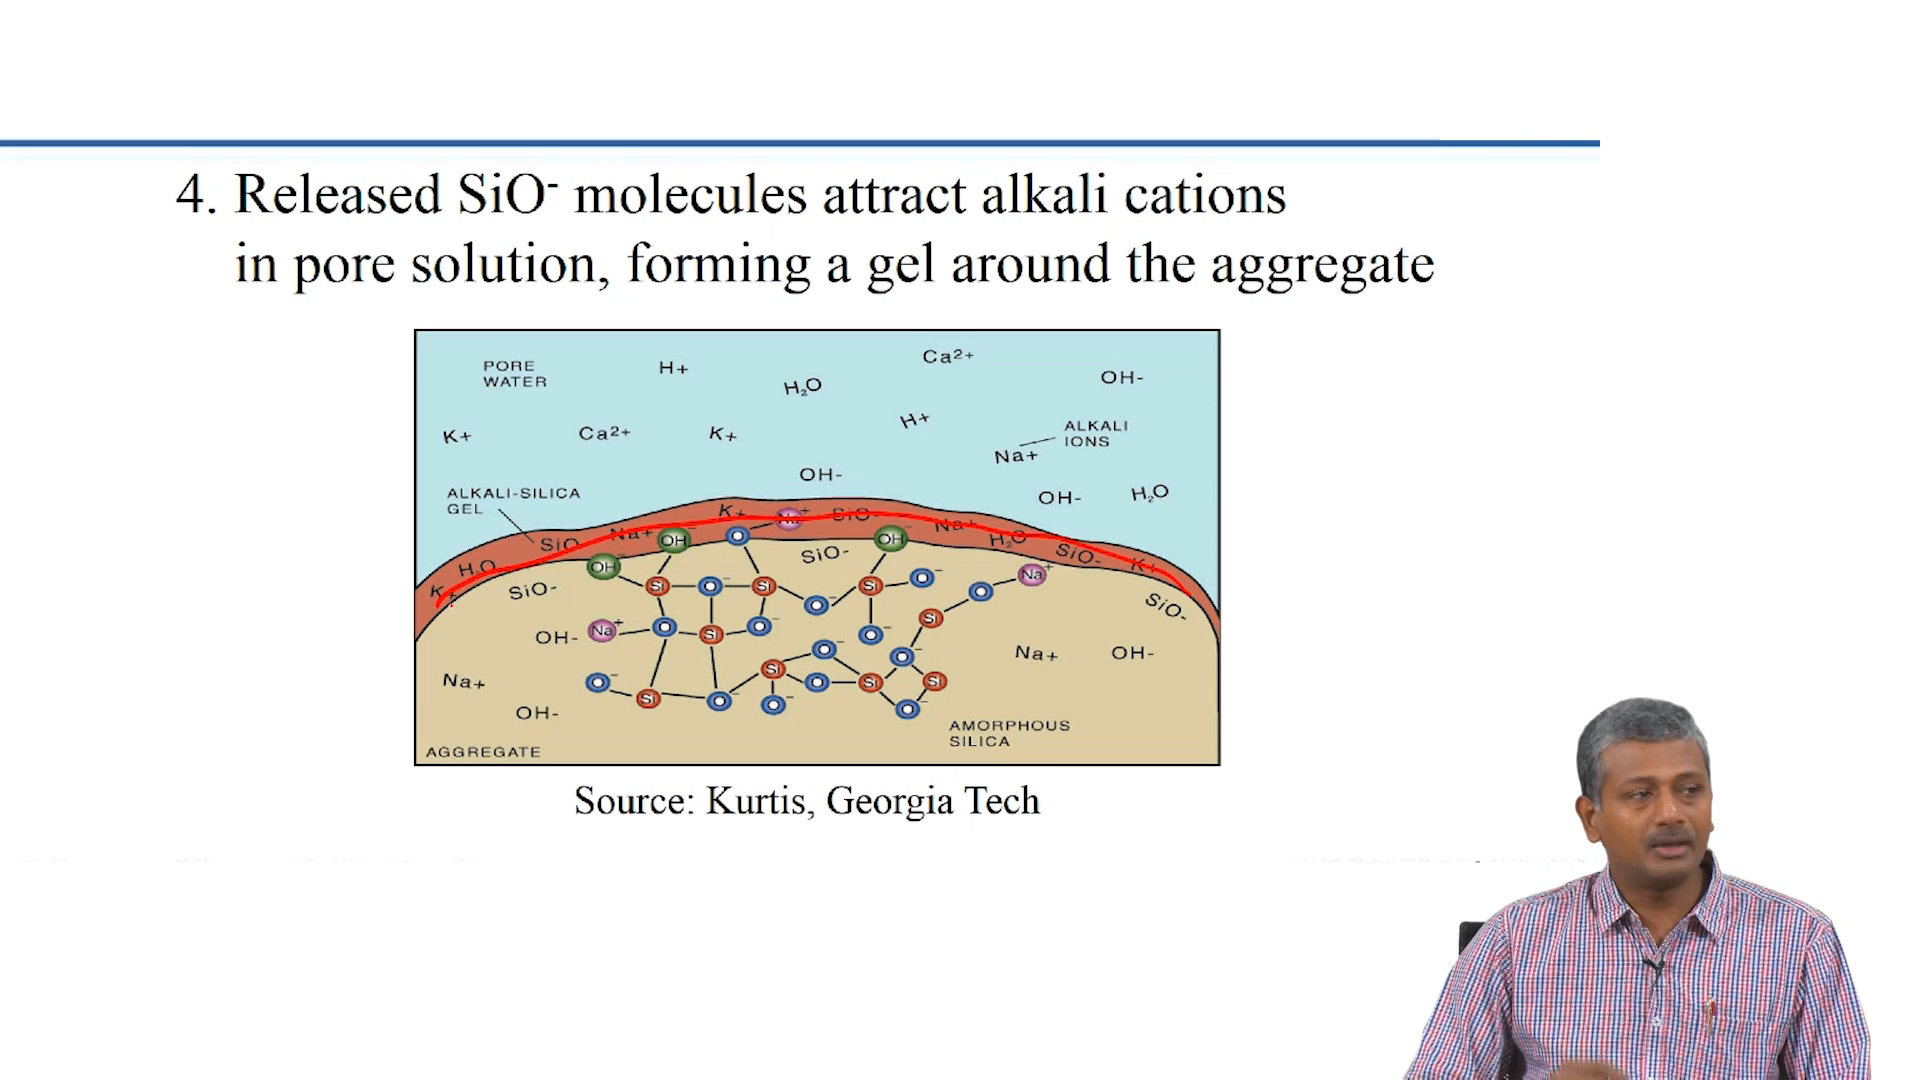 4. Released SiO⁻ molecules attract alkali cations
in pore solution, forming a gel around the aggregate
PORE
WATER
H+
H₂O
Ca2+
OH-
K+
Ca2+
K+
H+
ALKALI
IONS
Na+
OH-
OH-
H₂O
ALKALI-SILICA
GEL
K+
Na+
SiO-
Na+
H₂O
SiO-
K+
SiO
Na+
H₂O
K+
OH-
OH-
O
OH-
SiO-
SiO-
Si
O-
Si
O-
Si
O-
O
Na+
SiO-
OH-
Na+
O
Si
O-
O-
Si
Na+
O-
Si
O-
Si
O-
O
Si
Si
O-
O-
Na+
OH-
Na+
OH-
O-
AMORPHOUS
SILICA
AGGREGATE
Source: Kurtis, Georgia Tech